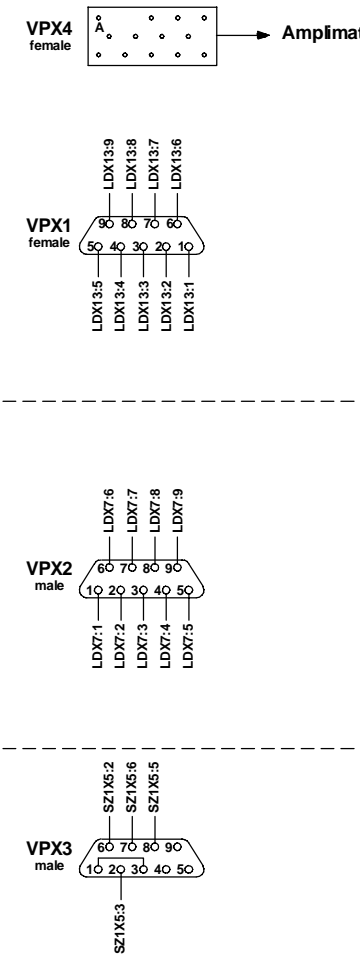 VPX4
female
A
Amplimat
LDX13:9
LDX13:8
LDX13:7
LDX13:6
VPX1
female
9 8 7 6
5 4 3 2 1
LDX13:5
LDX13:4
LDX13:3
LDX13:2
LDX13:1
LDX7:6
LDX7:7
LDX7:8
LDX7:9
VPX2
male
6 7 8 9
1 2 3 4 5
LDX7:1
LDX7:2
LDX7:3
LDX7:4
LDX7:5
SZ1X5:2
SZ1X5:6
SZ1X5:5
VPX3
male
6 7 8 9
1 2 3 4 5
SZ1X5:3